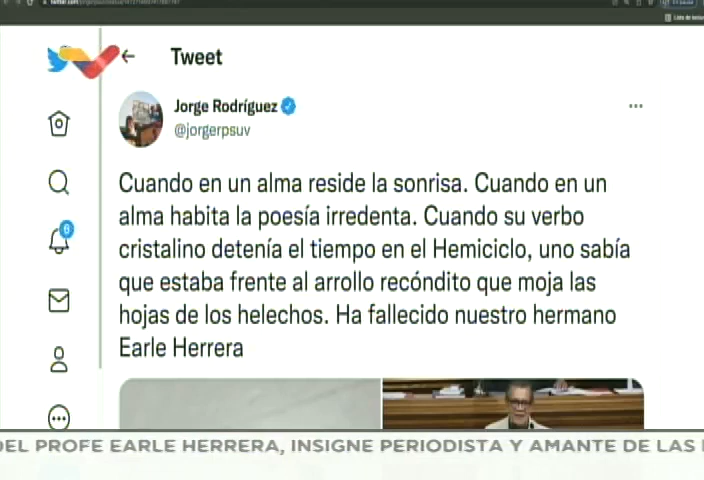 Tweet
Jorge Rodríguez
@jorgerpsuv
Cuando en un alma reside la sonrisa. Cuando en un
alma habita la poesía irredenta. Cuando su verbo
cristalino detenía el tiempo en el Hemiciclo, uno sabía
que estaba frente al arrollo recóndito que moja las
hojas de los helechos. Ha fallecido nuestro hermano
Earle Herrera
6
DEL PROFE EARLE HERRERA, INSIGNE PERIODISTA Y AMANTE DE LAS